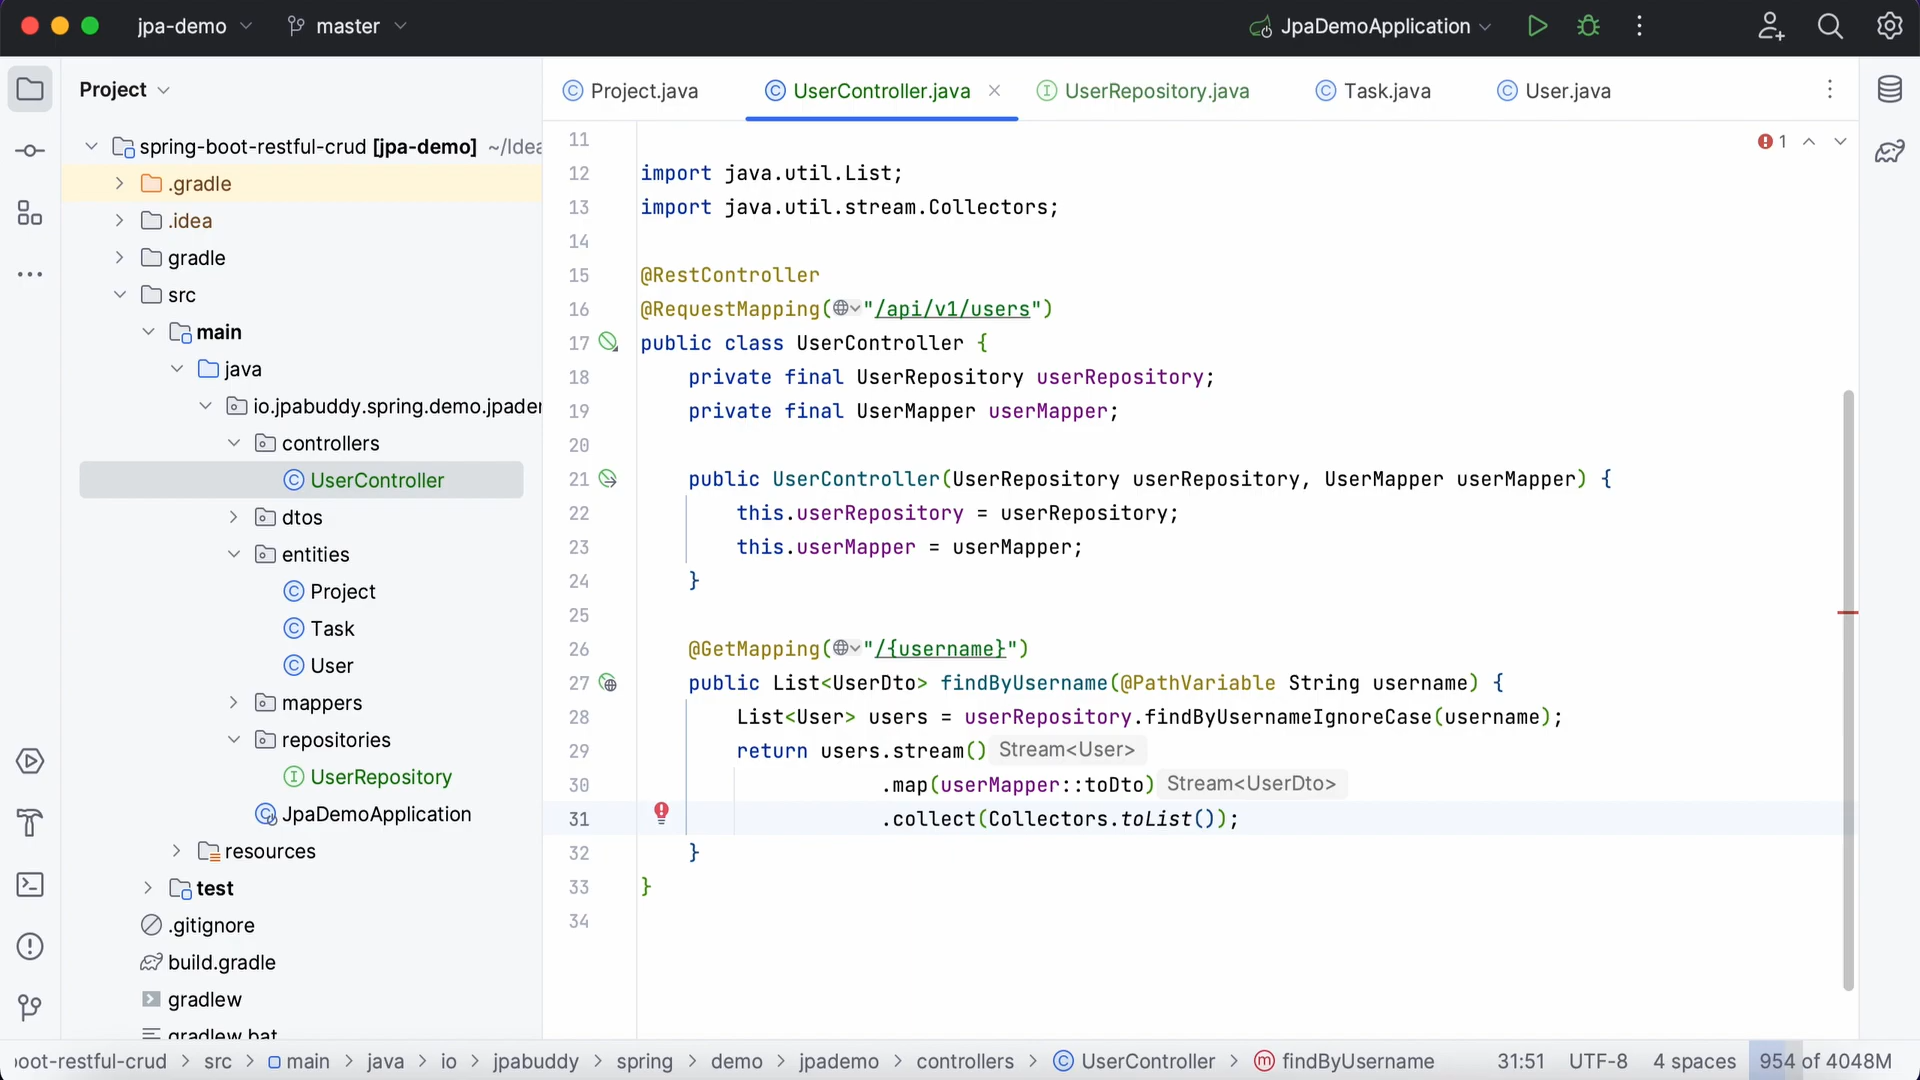 jpa-demo
master
JpaDemoApplication
Project
spring-boot-restful-crud [jpa-demo] ~/Idea
.gradle
.idea
gradle
src
main
java
io.jpabuddy.spring.demo.jpader
controllers
UserController
dtos
entities
Project
Task
User
mappers
repositories
UserRepository
JpaDemoApplication
resources
test
.gitignore
build.gradle
gradlew
gradlew.bat
Project.java
UserController.java
UserRepository.java
Task.java
User.java
1
11
12 import java.util.List;
13 import java.util.stream.Collectors;
14
15 @RestController
16 @RequestMapping("/api/v1/users")
17 public class UserController {
18 private final UserRepository userRepository;
19 private final UserMapper userMapper;
20
21 public UserController(UserRepository userRepository, UserMapper userMapper) {
22 this.userRepository = userRepository;
23 this.userMapper = userMapper;
24 }
25
26 @GetMapping("/{username}")
27 public List<UserDto> findByUsername(@PathVariable String username) {
28 List<User> users = userRepository.findByUsernameIgnoreCase(username);
29 return users.stream() Stream<User>
30 .map(userMapper::toDto) Stream<UserDto>
31 .collect(Collectors.toList());
32 }
33 }
34
oot-restful-crud > src > main > java > io > jpabuddy > spring > demo > jpademo > controllers > UserController > findByUsername
31:51 UTF-8 4 spaces 954 of 4048M